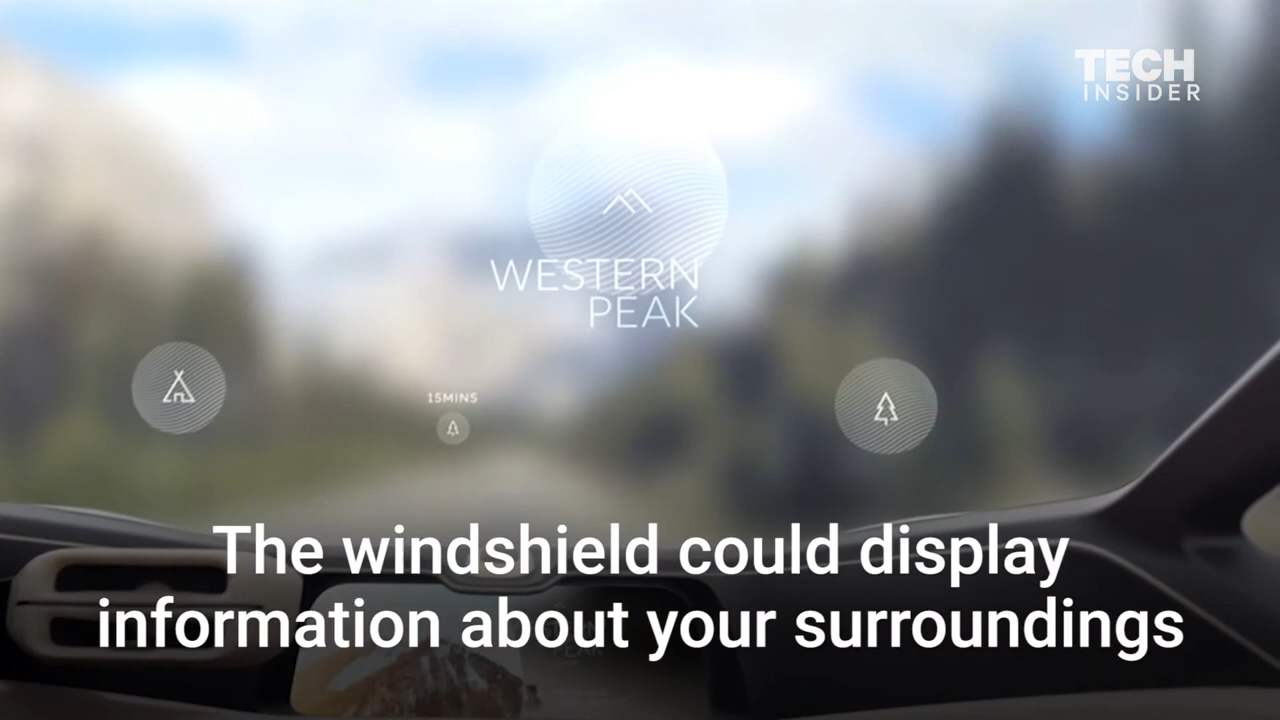 TECH
INSIDER
WESTERN
PEAK
15MINS
The windshield could display
information about your surroundings